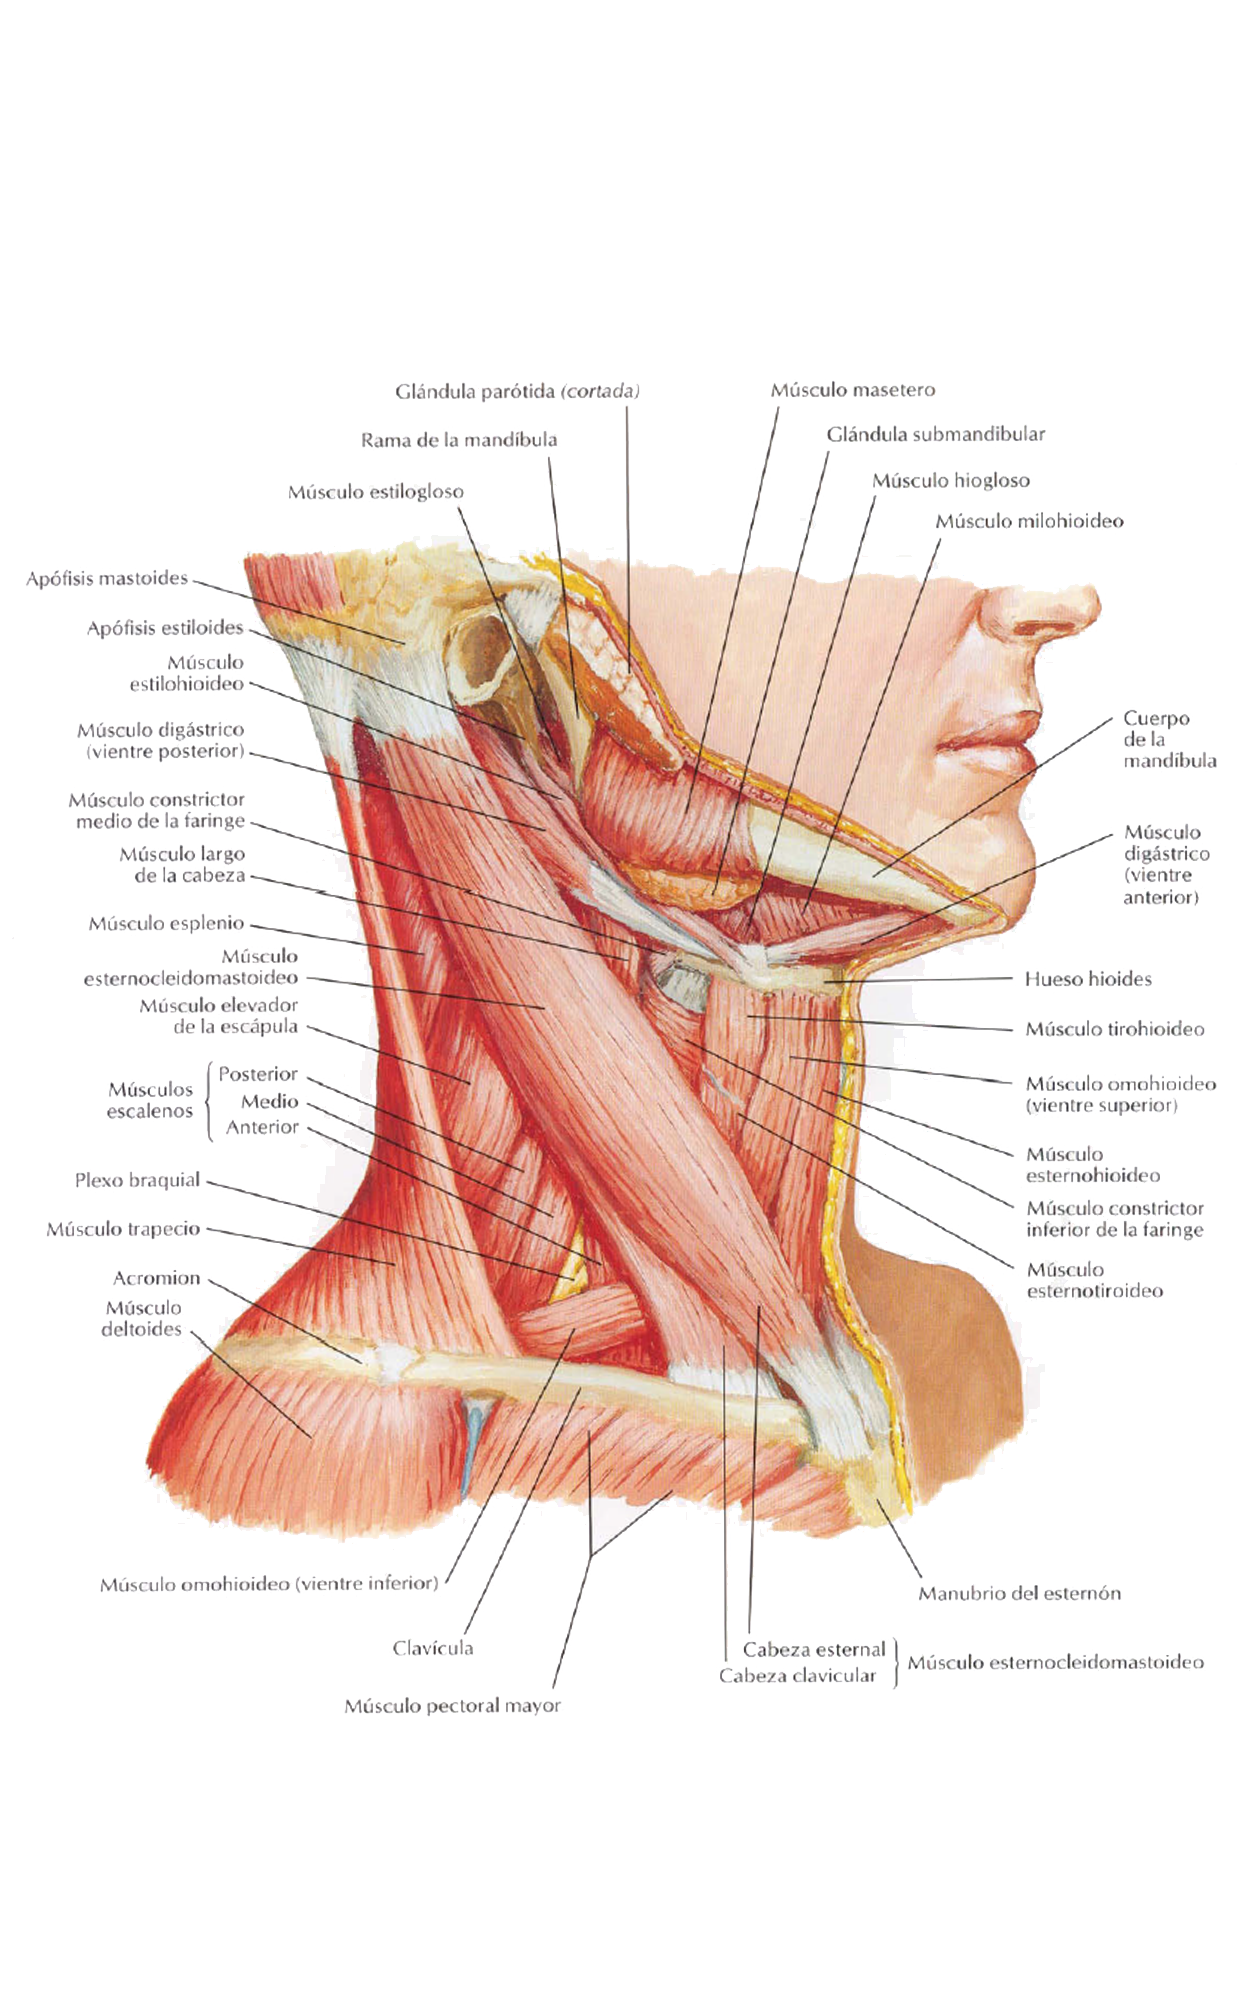 Glándula parótida (cortada)
Músculo masetero
Rama de la mandíbula
Glándula submandibular
Músculo estilogloso
Músculo hiogloso
Músculo milohioideo
Apófisis mastoides
Apófisis estiloides
Músculo
estilohioideo
Músculo digástrico
(vientre posterior)
Músculo constrictor
medio de la faringe
Músculo largo
de la cabeza
Músculo esplenio
Músculo
esternocleidomastoideo
Músculo elevador
de la escápula
Músculos
escalenos
Posterior
Medio
Anterior
Plexo braquial
Músculo trapecio
Acromion
Músculo
deltoides
Cuerpo
de la
mandíbula
Músculo
digástrico
(vientre
anterior)
Hueso hioides
Músculo tirohioideo
Músculo omohioideo
(vientre superior)
Músculo
esternohioideo
Músculo constrictor
inferior de la faringe
Músculo
esternotiroideo
Músculo omohioideo (vientre inferior)
Clavícula
Músculo pectoral mayor
Manubrio del esternón
Cabeza esternal
Cabeza clavicular
Músculo esternocleidomastoideo